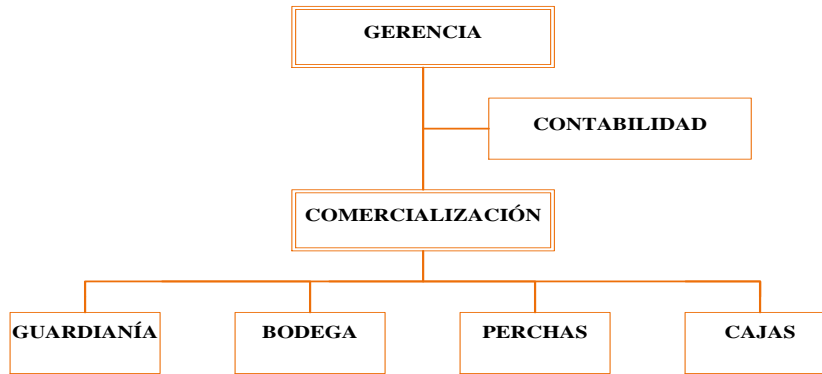 GERENCIA
CONTABILIDAD
COMERCIALIZACIÓN
GUARDIANÍA
BODEGA
PERCHAS
CAJAS